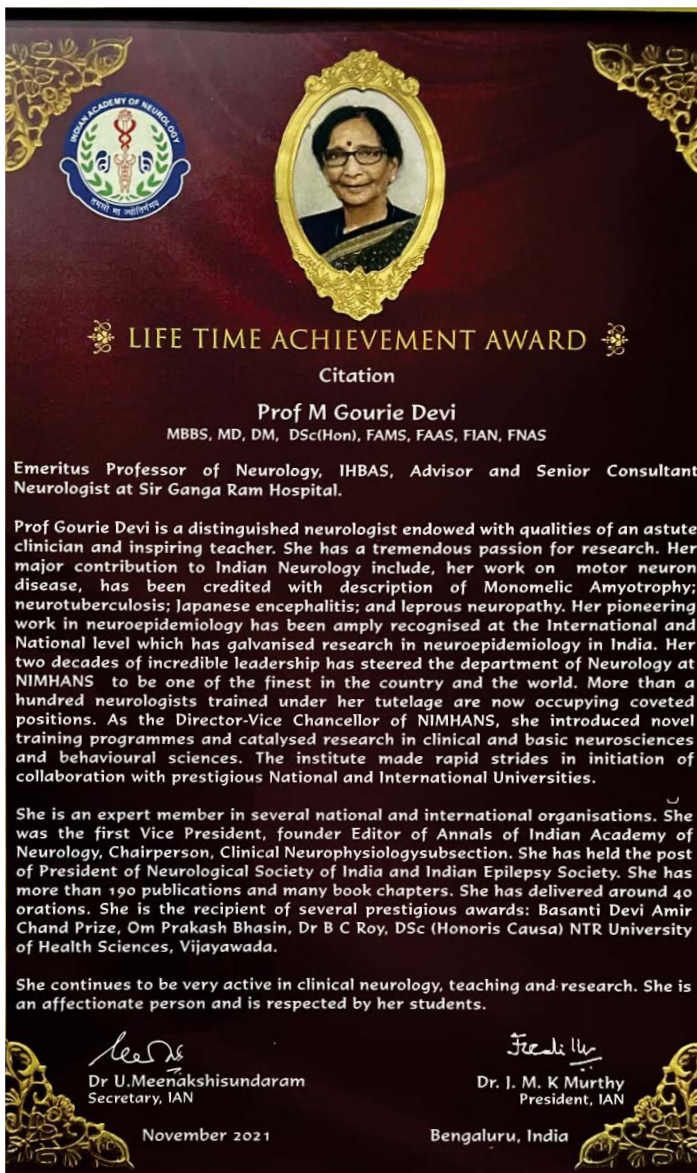 INDIAN ACADEMY OF NEUROLOGY
तमसो मा ज्योतिर्गमय
LIFE TIME ACHIEVEMENT AWARD
Citation
Prof M Gourie Devi
MBBS, MD, DM, DSc(Hon), FAMS, FAAS, FIAN, FNAS
Emeritus Professor of Neurology, IHBAS, Advisor and Senior Consultant
Neurologist at Sir Ganga Ram Hospital.
Prof Gourie Devi is a distinguished neurologist endowed with qualities of an astute
clinician and inspiring teacher. She has a tremendous passion for research. Her
major contribution to Indian Neurology include, her work on motor neuron
disease, has been credited with description of Monomelic Amyotrophy;
neurotuberculosis; Japanese encephalitis; and leprous neuropathy. Her pioneering
work in neuroepidemiology has been amply recognised at the International and
National level which has galvanised research in neuroepidemiology in India. Her
two decades of incredible leadership has steered the department of Neurology at
NIMHANS to be one of the finest in the country and the world. More than a
hundred neurologists trained under her tutelage are now occupying coveted
positions. As the Director-Vice Chancellor of NIMHANS, she introduced novel
training programmes and catalysed research in clinical and basic neurosciences
and behavioural sciences. The institute made rapid strides in initiation of
collaboration with prestigious National and International Universities.
She is an expert member in several national and international organisations. She
was the first Vice President, founder Editor of Annals of Indian Academy of
Neurology, Chairperson, Clinical Neurophysiologysubsection. She has held the post
of President of Neurological Society of India and Indian Epilepsy Society. She has
more than 190 publications and many book chapters. She has delivered around 40
orations. She is the recipient of several prestigious awards: Basanti Devi Amir
Chand Prize, Om Prakash Bhasin, Dr B C Roy, DSc (Honoris Causa) NTR University
of Health Sciences, Vijayawada.
She continues to be very active in clinical neurology, teaching and research. She is
an affectionate person and is respected by her students.
Dr U.Meenakshisundaram
Secretary, IAN
Dr. J. M. K Murthy
President, IAN
November 2021
Bengaluru, India